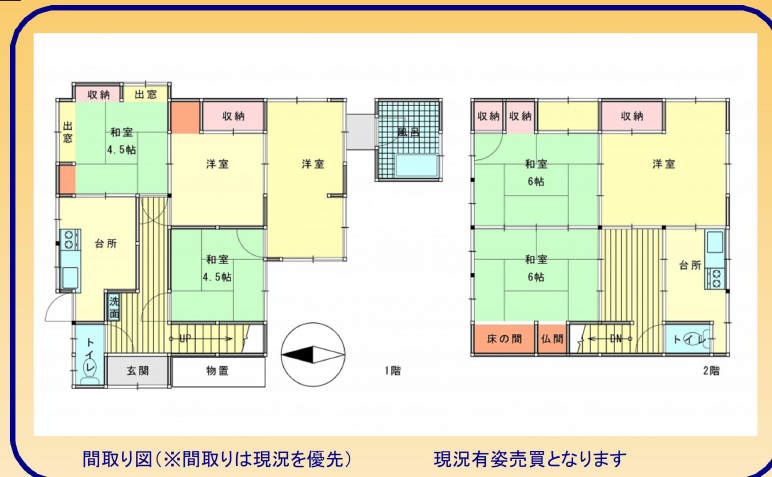 収納
出窓
出窓
和室
4.5帖
収納
洋室
洋室
風呂
台所
和室
4.5帖
洗面
トイレ
UP
玄関
物置
1階
収納
収納
収納
和室
6帖
洋室
和室
6帖
台所
床の間
仏間
DN
トイレ
2階
間取り図(※間取りは現況を優先)
現況有姿売買となります